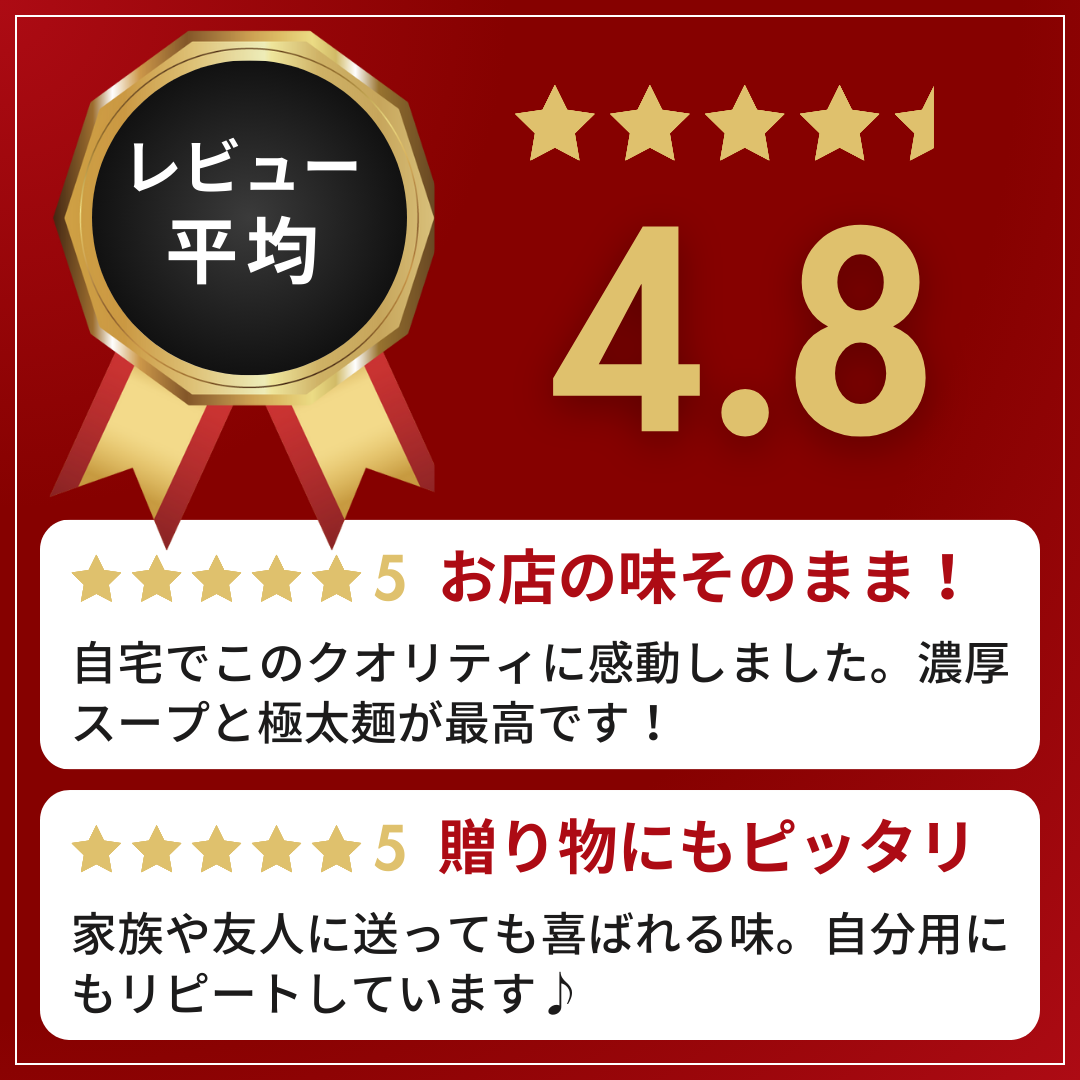 レビュー
平均
4.8
5 お店の味そのまま！
自宅でこのクオリティに感動しました。濃厚
スープと極太麺が最高です！
5 贈り物にもピッタリ
家族や友人に送っても喜ばれる味。自分用に
もリピートしています♪